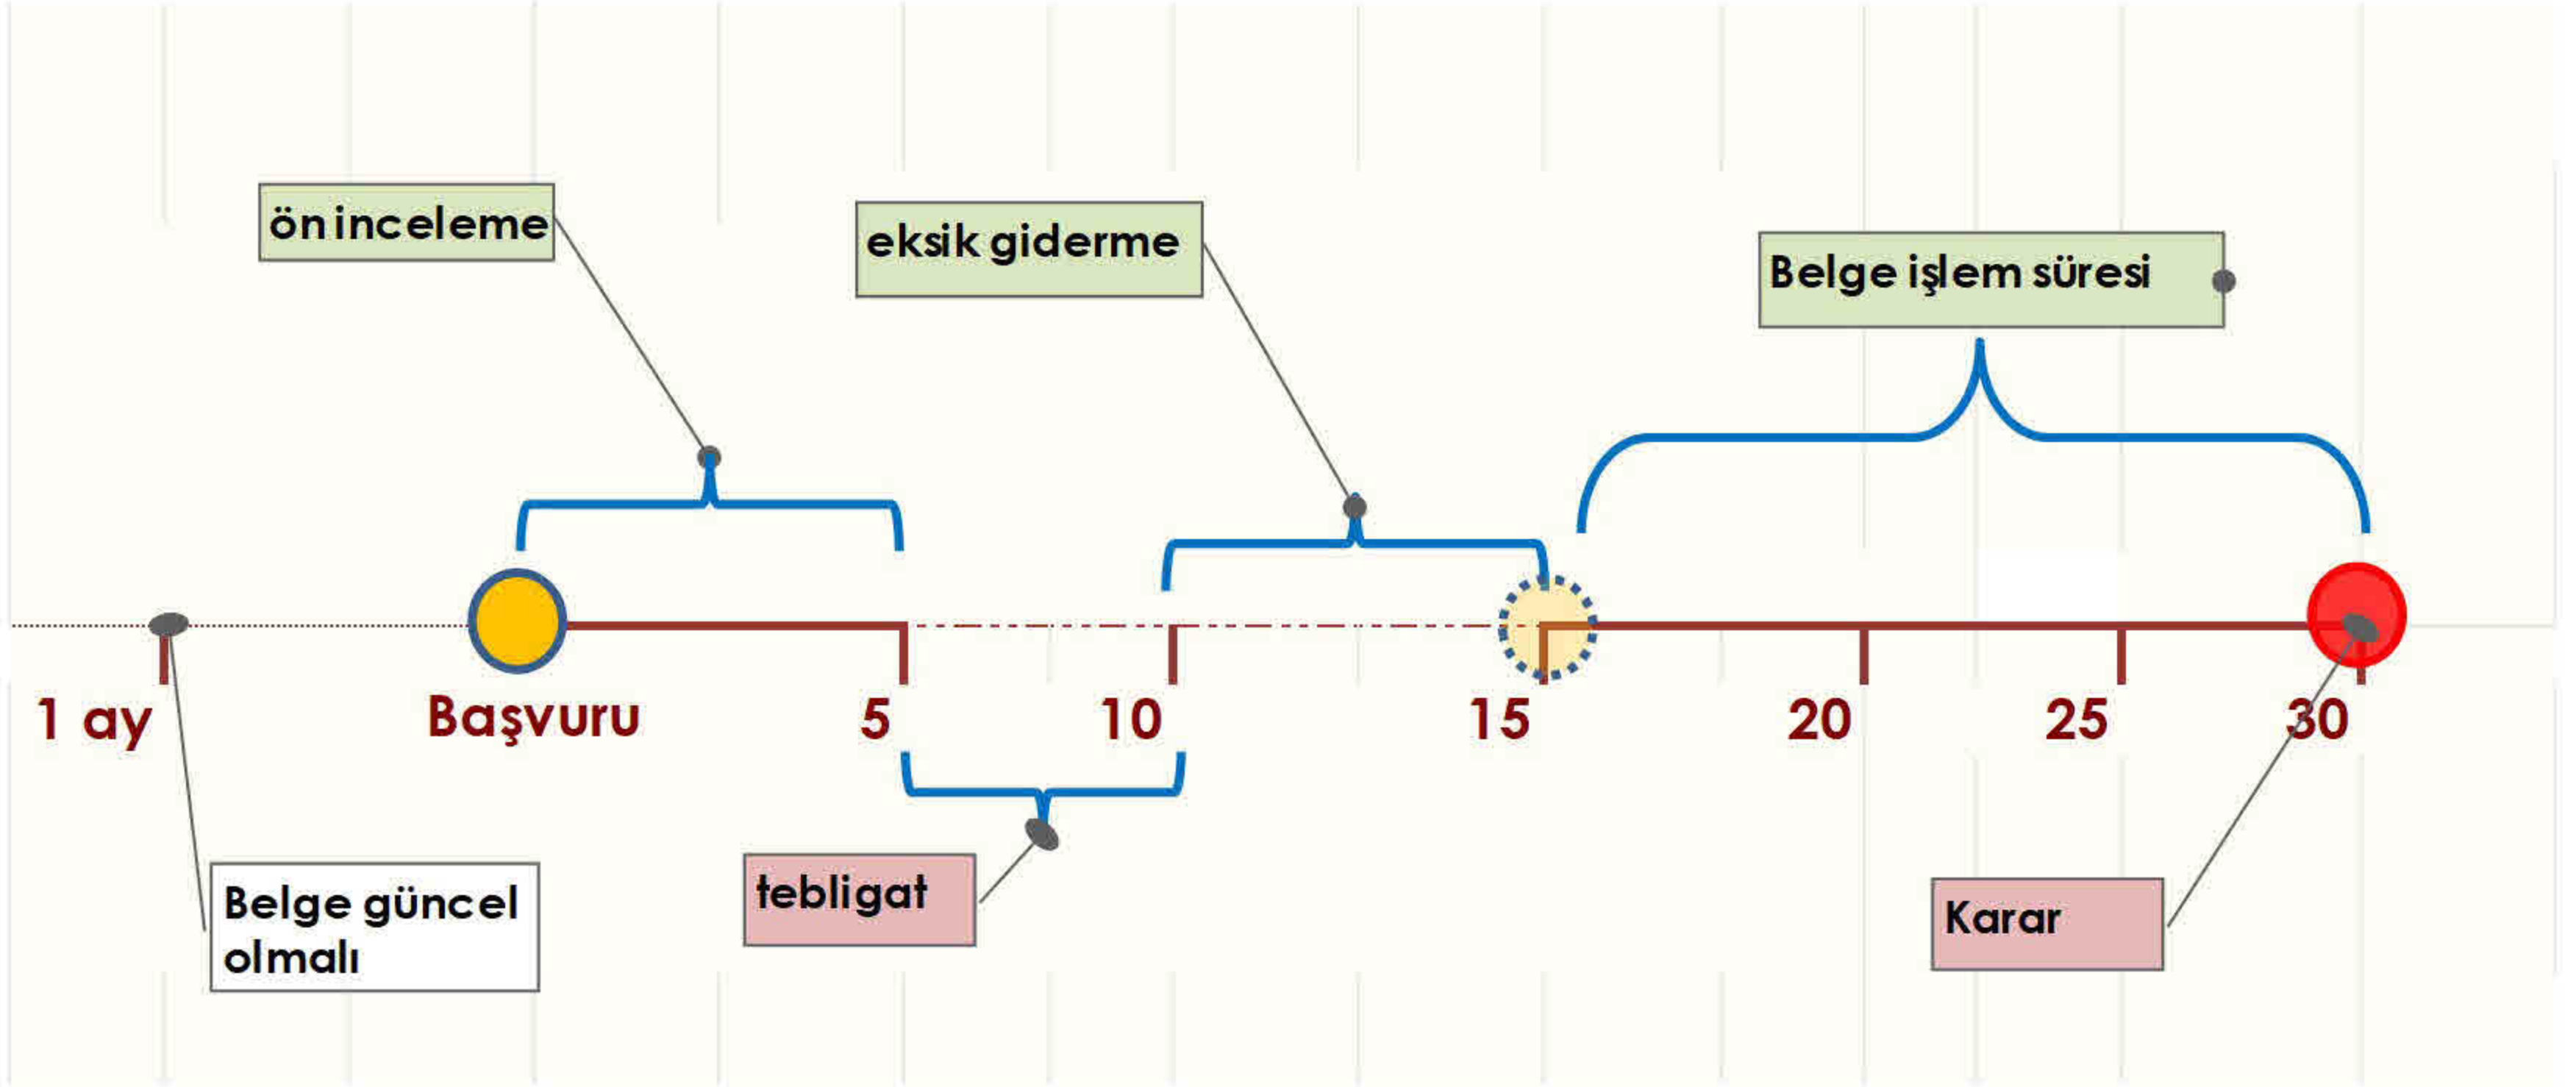 ön inceleme
eksik giderme
Belge işlem süresi
1 ay
Başvuru
5
10
15
20
25
30
Belge güncel
olmalı
tebligat
Karar